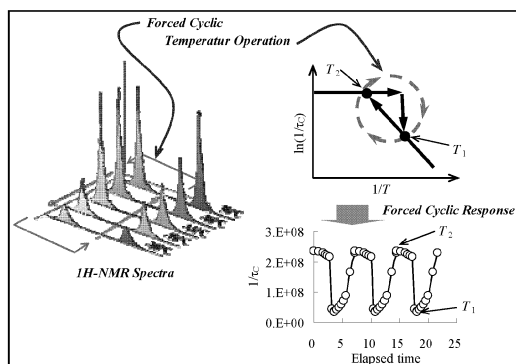 Forced Cyclic
Temperatur Operation
T2
ln(1/τC)
T1
1/T
Forced Cyclic Response
1H-NMR Spectra
3.E+08
2.E+08
1.E+08
0.E+00
1/τC
T2
T1
0 5 10 15 20 25
Elapsed time